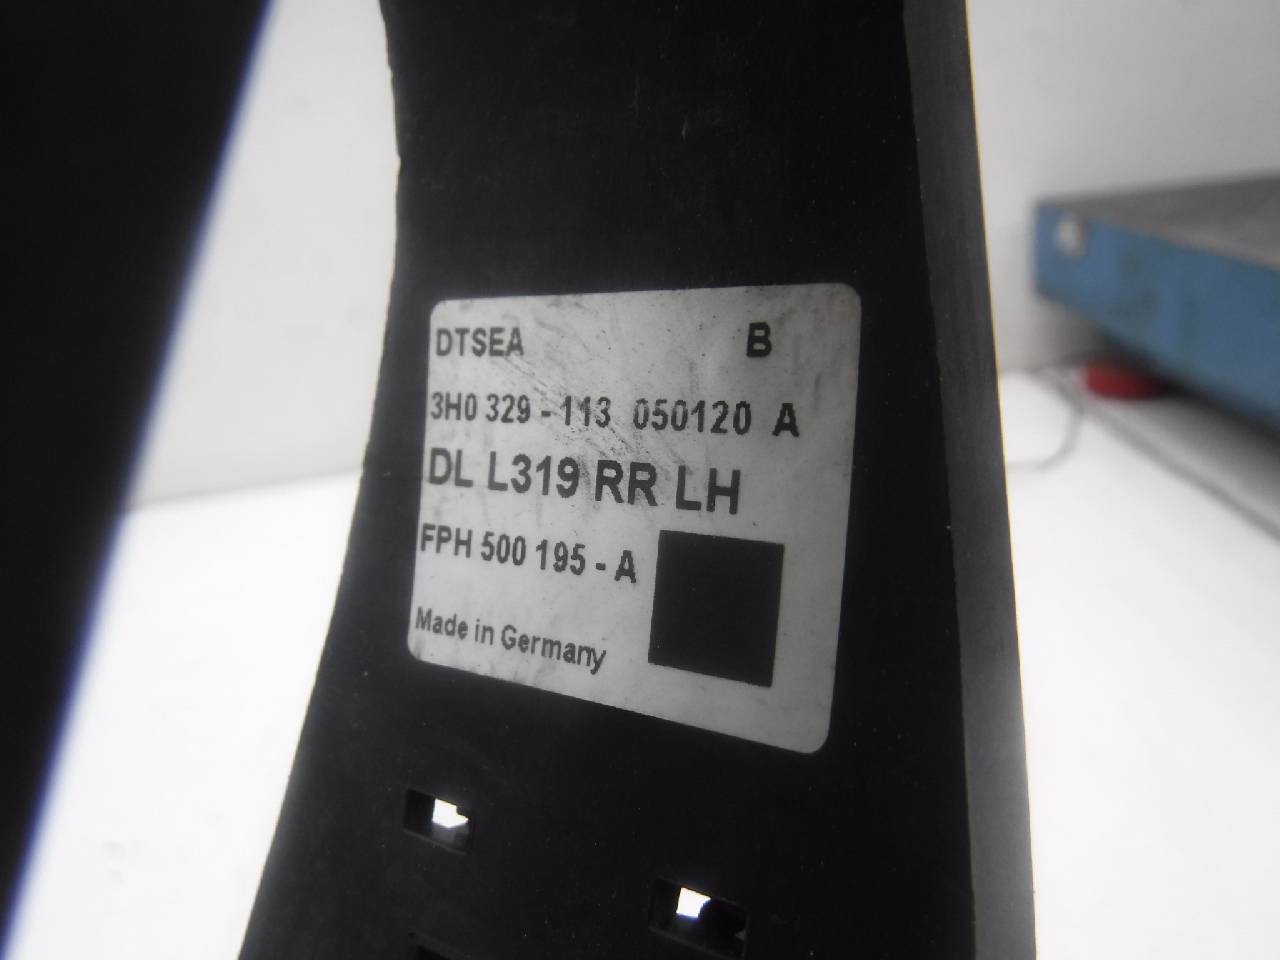 DTSEA B
3H0 329 - 113 050120 A
DL L319 RR LH
FPH 500 195 - A
Made in Germany